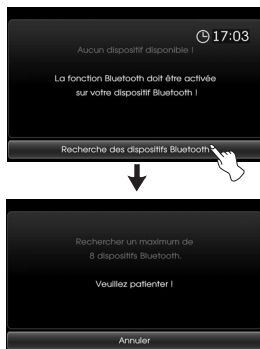 17:03
Aucun dispositif disponible !
La fonction Bluetooth doit être activée
sur votre dispositif Bluetooth !
Recherche des dispositifs Bluetooth
Rechercher un maximum de
8 dispositifs Bluetooth.
Veuillez patienter !
Annuler